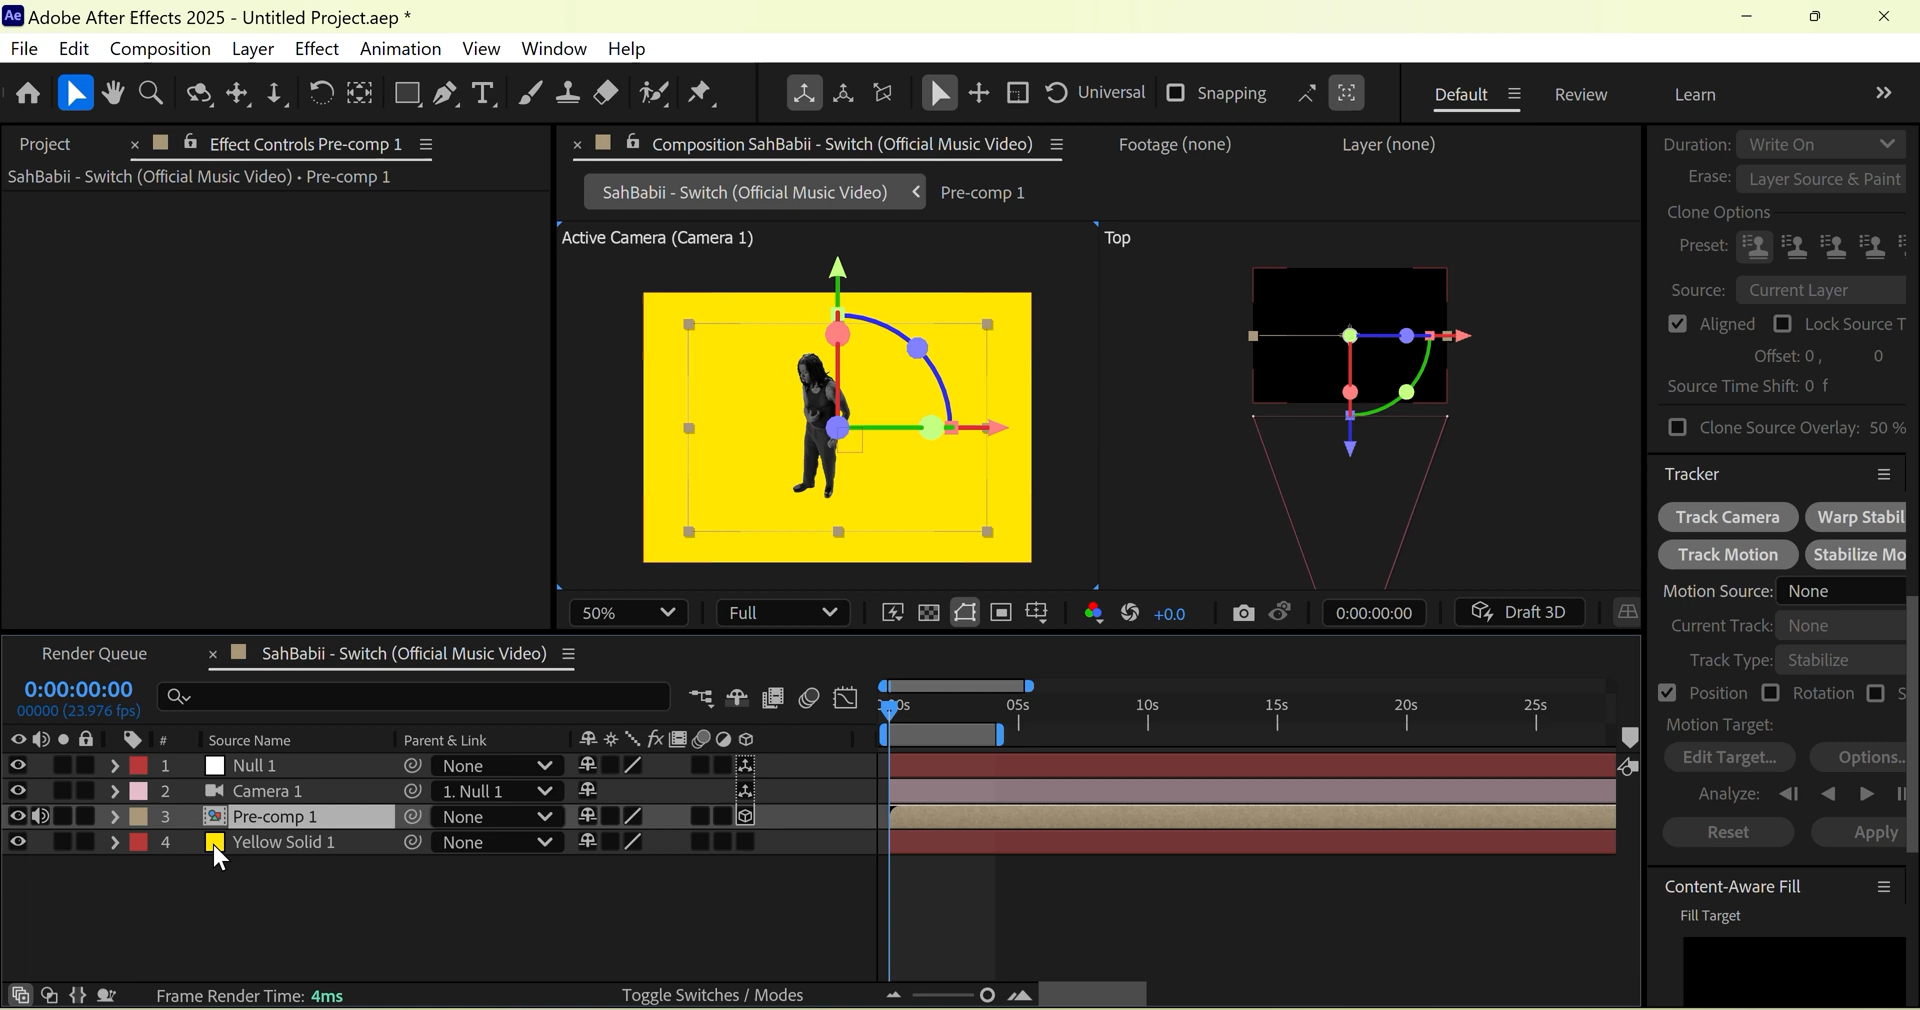 Ae Adobe After Effects 2025 - Untitled Project.aep *
File Edit Composition Layer Effect Animation View Window Help
Universal Snapping Default Review Learn
Project Effect Controls Pre-comp 1
SahBabii - Switch (Official Music Video) • Pre-comp 1
Composition SahBabii - Switch (Official Music Video) Footage (none) Layer (none)
SahBabii - Switch (Official Music Video) Pre-comp 1
Active Camera (Camera 1) Top
50% Full +0.0 0:00:00:00 Draft 3D
Duration: Write On
Erase: Layer Source & Paint
Clone Options
Preset:
Source: Current Layer
Aligned Lock Source T
Offset: 0 , 0
Source Time Shift: 0 f
Clone Source Overlay: 50 %
Tracker
Track Camera Warp Stabil
Track Motion Stabilize Mo
Motion Source: None
Current Track: None
Track Type: Stabilize
Position Rotation S
Motion Target:
Edit Target... Options..
Analyze:
Reset Apply
Content-Aware Fill
Fill Target
Render Queue SahBabii - Switch (Official Music Video)
0:00:00:00
00000 (23.976 fps)
0s 05s 10s 15s 20s 25s
# Source Name Parent & Link fx
1 Null 1 None
2 Camera 1 1. Null 1
3 Pre-comp 1 None
4 Yellow Solid 1 None
Frame Render Time: 4ms Toggle Switches / Modes